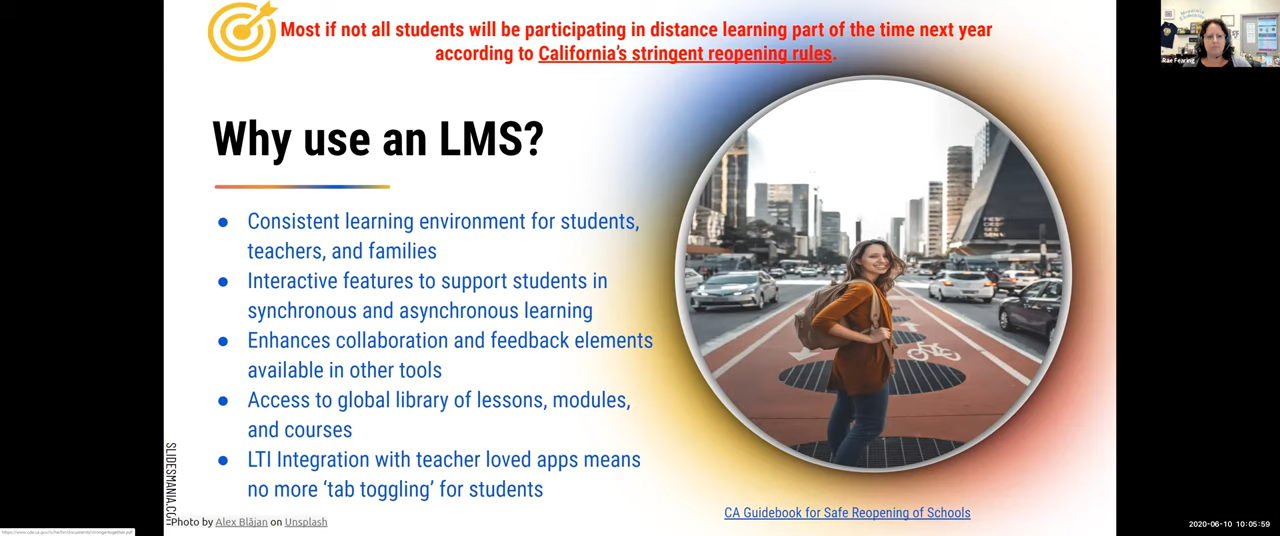 Most if not all students will be participating in distance learning part of the time next year
according to California's stringent reopening rules.
Rae Fearing
Why use an LMS?
● Consistent learning environment for students,
teachers, and families
● Interactive features to support students in
synchronous and asynchronous learning
● Enhances collaboration and feedback elements
available in other tools
● Access to global library of lessons, modules,
and courses
● LTI Integration with teacher loved apps means
no more ‘tab toggling’ for students
SLIDESMANIA.COM
Photo by Alex Blăjan on Unsplash
CA Guidebook for Safe Reopening of Schools
2020-06-10 10:05:59